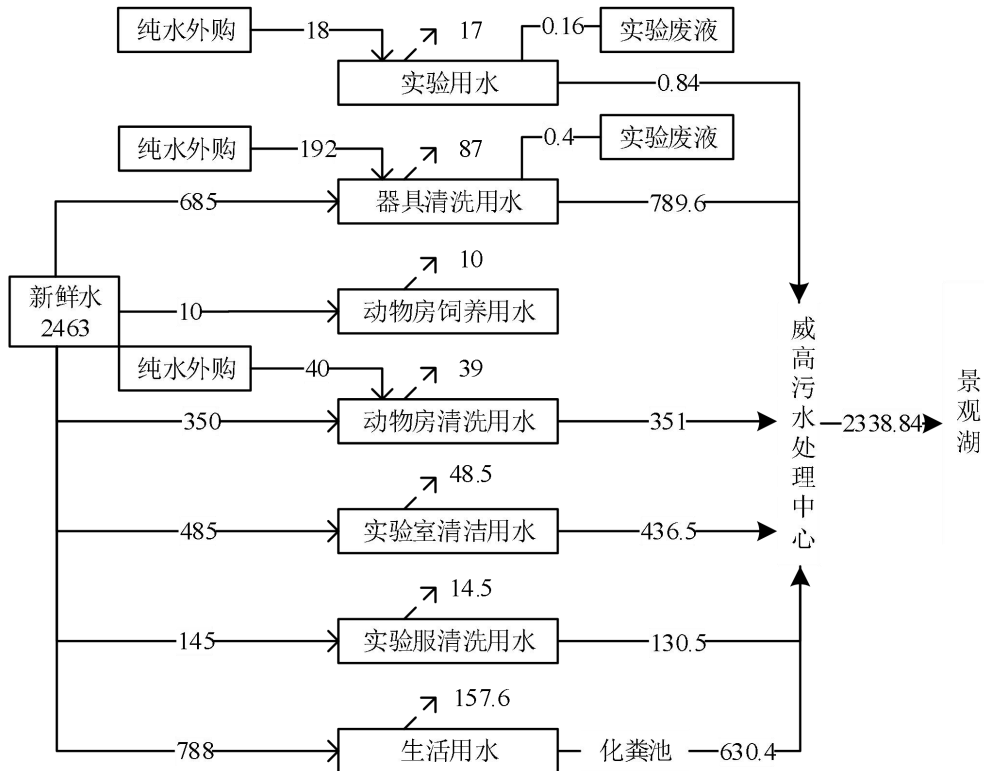 纯水外购
18
17
0.16
实验废液
实验用水
0.84
纯水外购
192
87
0.4
实验废液
685
器具清洗用水
789.6
新鲜水
2463
10
10
动物房饲养用水
纯水外购
40
39
350
动物房清洗用水
351
威高污水处理中心
2338.84
景观湖
48.5
485
实验室清洁用水
436.5
14.5
145
实验服清洗用水
130.5
157.6
788
生活用水
化粪池
630.4